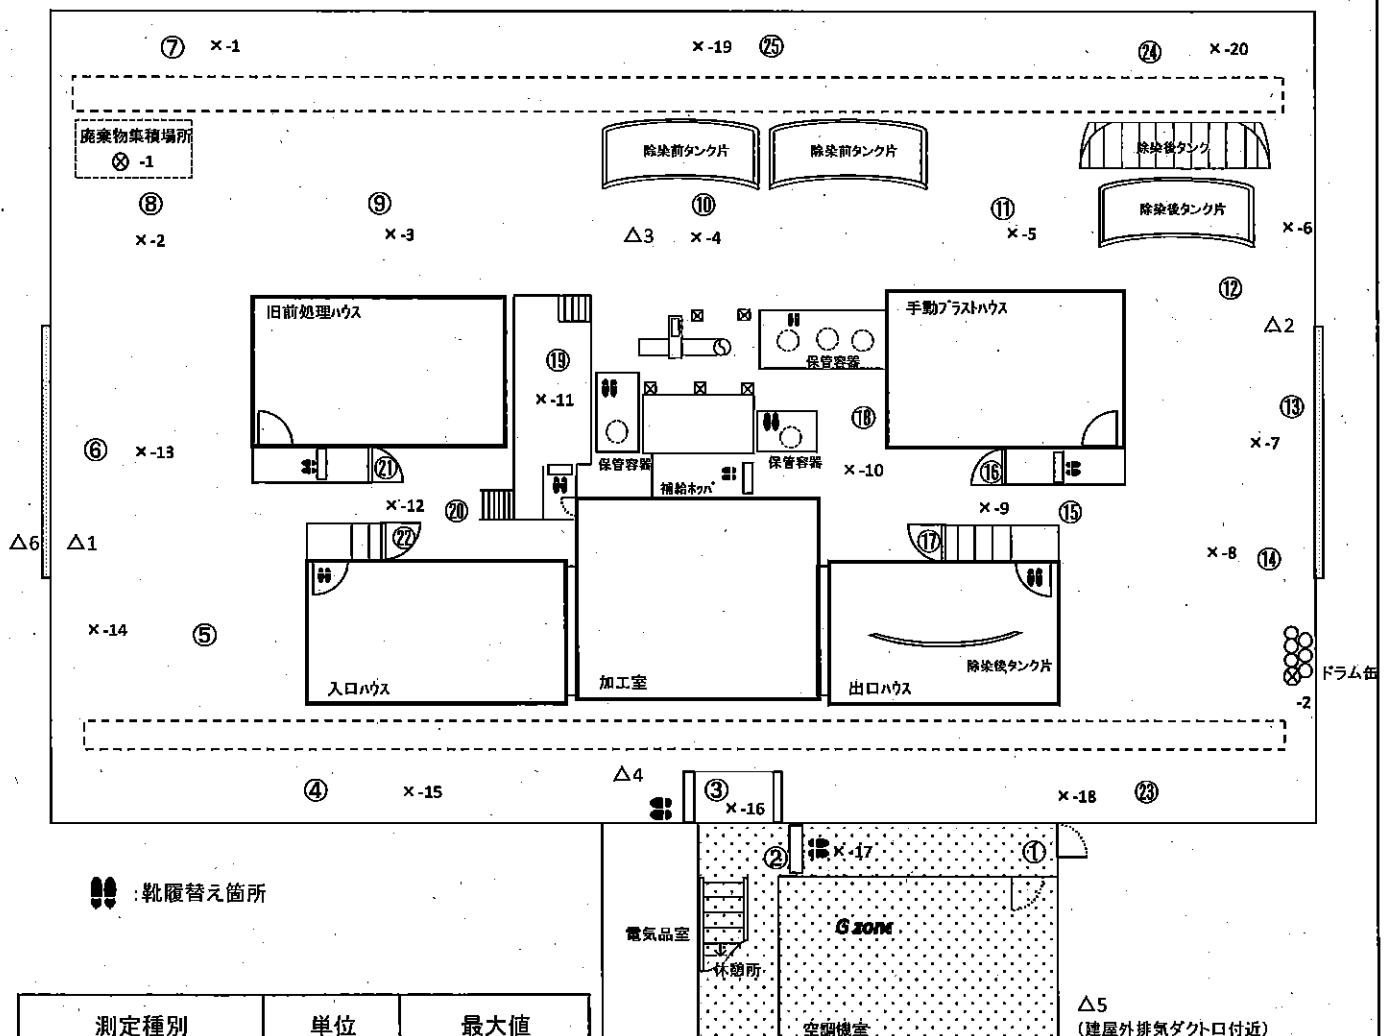 ⑦ ×-1 ×-19 ㉕ ㉔ ×-20
廃棄物集積場所
⊗ -1
除染前タンク片 除染前タンク片 除染後タンク
除染後タンク片
⑧ ⑨ ⑩ ⑪
×-2 ×-3 △3 ×-4 ×-5 ×-6
⑫
旧前処理ハウス 手動ブラストハウス
△2
保管容器
⑲
×-11 ⑱ ⑬
⑥ ×-13 ×-7
㉑ 保管容器 保管容器 ×-10 ⑯
補給ホッパ
×-12 ⑳ ×-9 ⑮
△6 △1 ㉒ ⑰ ×-8 ⑭
×-14 ⑤
除染後タンク片 ドラム缶
入口ハウス 加工室 出口ハウス
-2
④ ×-15 △4 ③ ×-16 ×-18 ㉓
② ×-17 ①
:靴履替え箇所
電気品室 G zone
休憩所
測定種別 単位 最大値
△5
空調機室 (建屋外排気ダクト口付近)